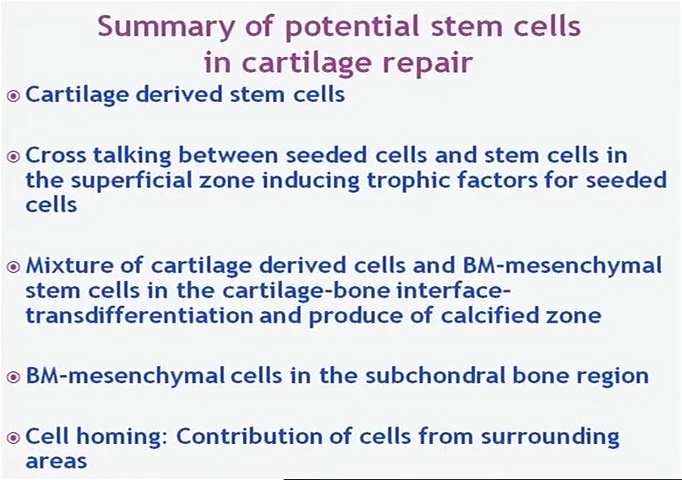 Summary of potential stem cells
in cartilage repair
Cartilage derived stem cells
Cross talking between seeded cells and stem cells in
the superficial zone inducing trophic factors for seeded
cells
Mixture of cartilage derived cells and BM-mesenchymal
stem cells in the cartilage-bone interface-
transdifferentiation and produce of calcified zone
BM-mesenchymal cells in the subchondral bone region
Cell homing: Contribution of cells from surrounding
areas